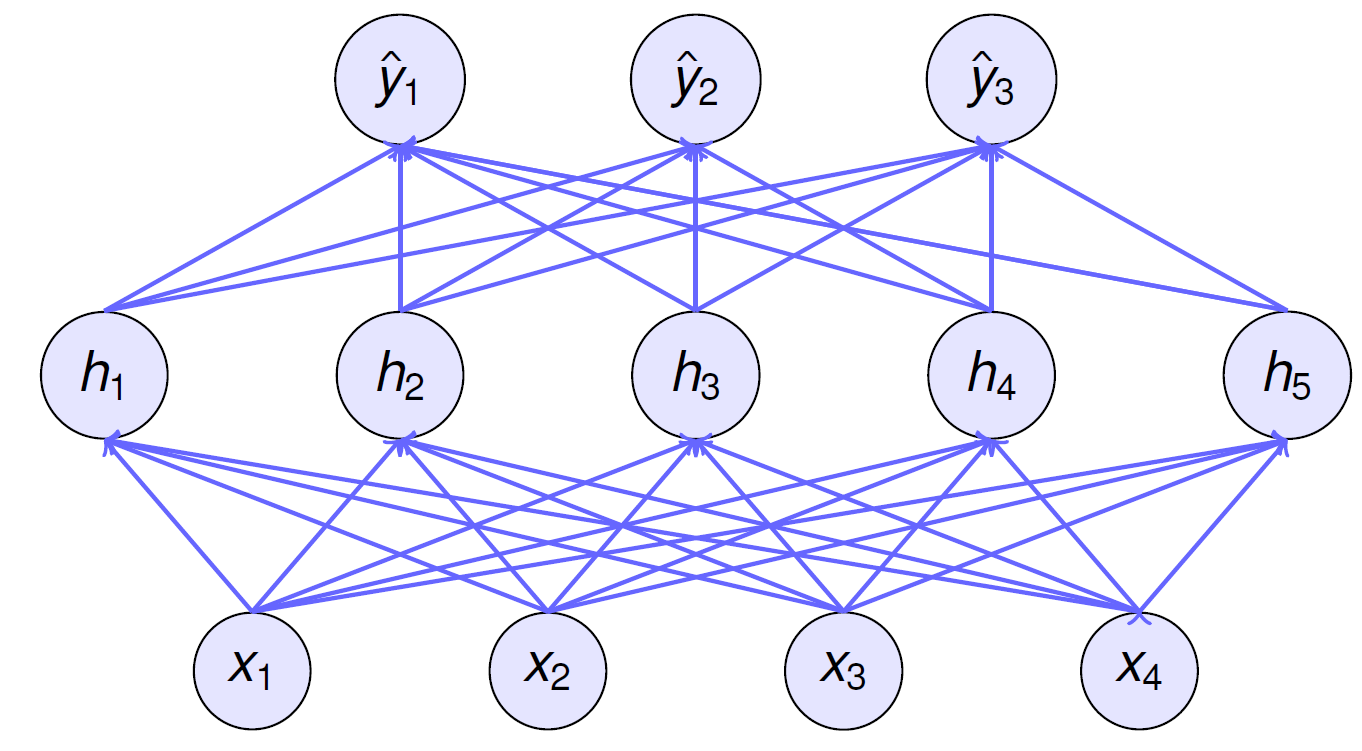 ŷ₁ ŷ₂ ŷ₃
h₁ h₂ h₃ h₄ h₅
x₁ x₂ x₃ x₄